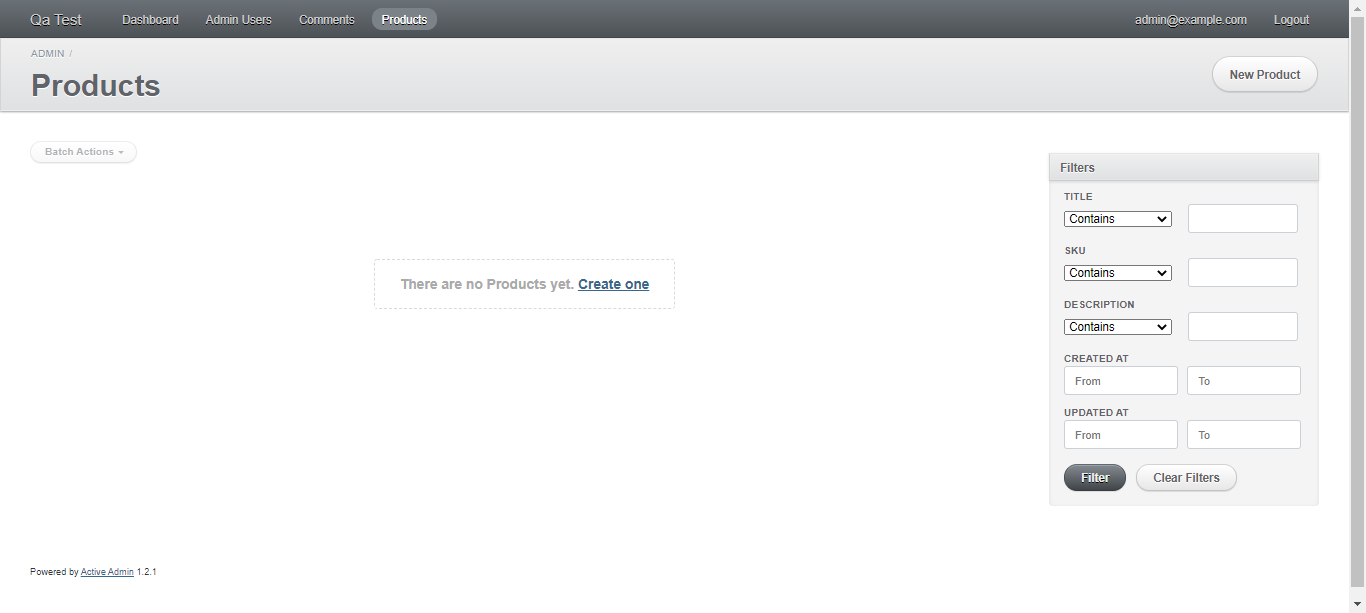 Qa Test Dashboard Admin Users Comments Products admin@example.com Logout
ADMIN /
Products
New Product
Batch Actions
There are no Products yet. Create one
Filters
TITLE
Contains
SKU
Contains
DESCRIPTION
Contains
CREATED AT
From To
UPDATED AT
From To
Filter Clear Filters
Powered by Active Admin 1.2.1